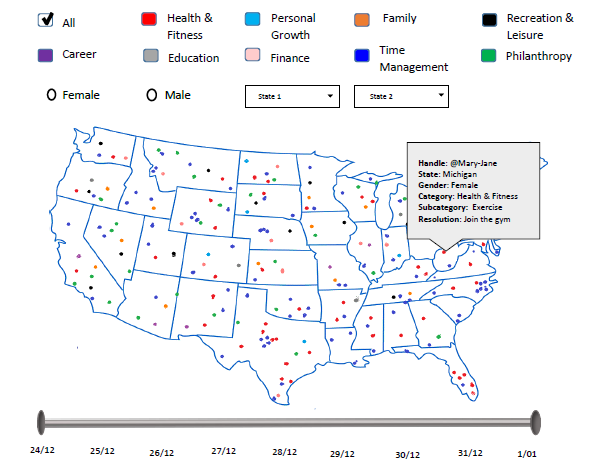 All
Health & Fitness
Personal Growth
Family
Recreation & Leisure
Career
Education
Finance
Time Management
Philanthropy
Female
Male
State 1
State 2
Handle: @Mary-Jane
State: Michigan
Gender: Female
Category: Health & Fitness
Subcategory: Exercise
Resolution: Join the gym
24/12
25/12
26/12
27/12
28/12
29/12
30/12
31/12
1/01